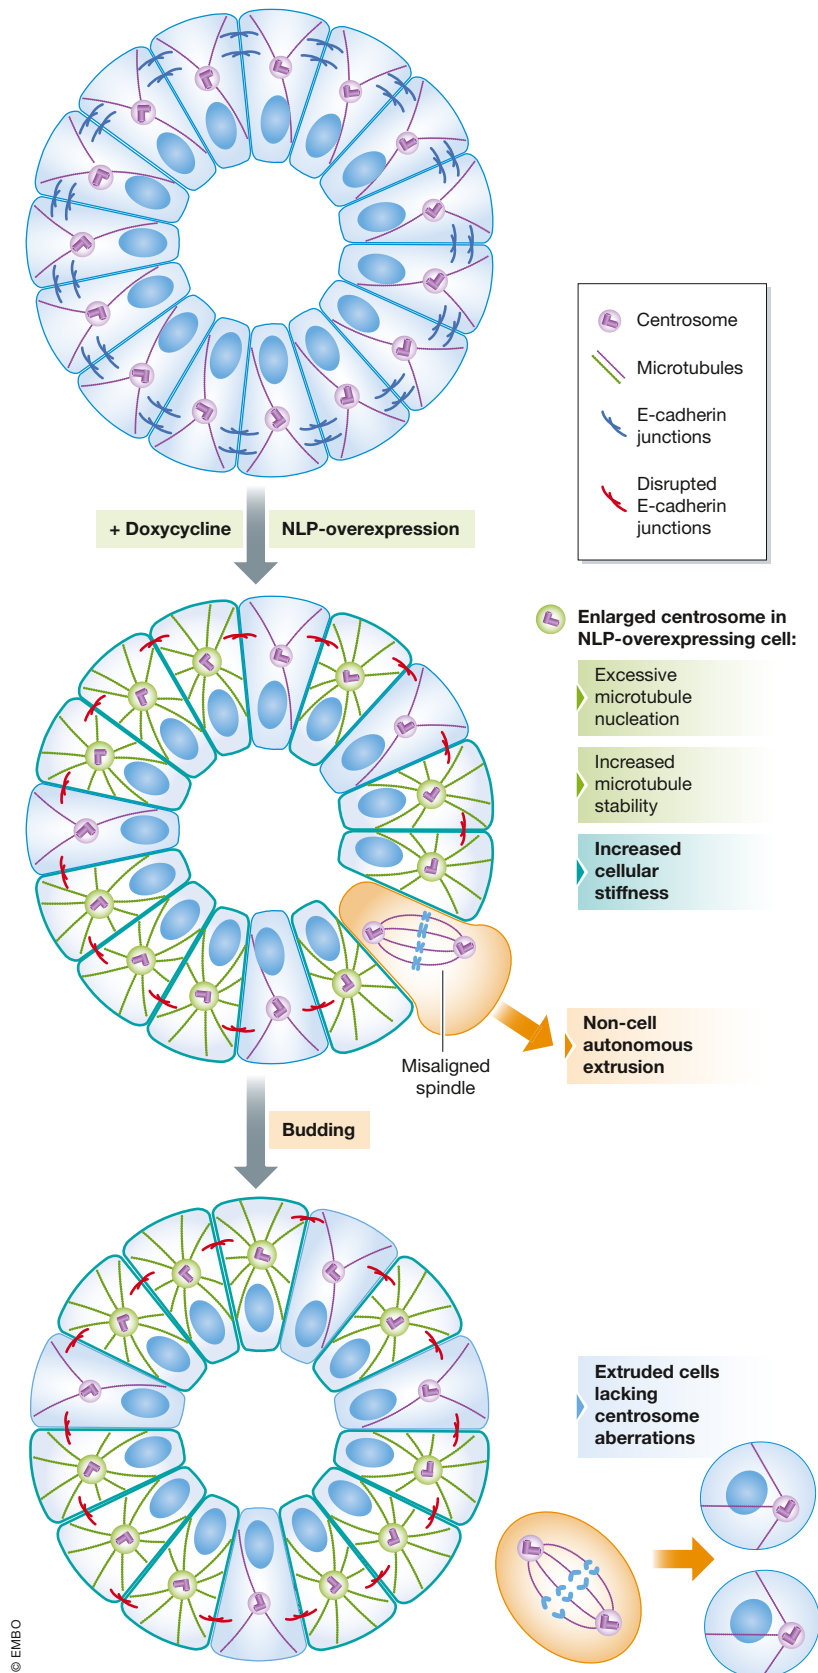 Centrosome
Microtubules
E-cadherin
junctions
Disrupted
E-cadherin
junctions
+ Doxycycline
NLP-overexpression
Enlarged centrosome in
NLP-overexpressing cell:
Excessive
microtubule
nucleation
Increased
microtubule
stability
Increased
cellular
stiffness
Non-cell
autonomous
extrusion
Misaligned
spindle
Budding
Extruded cells
lacking
centrosome
aberrations
© EMBO